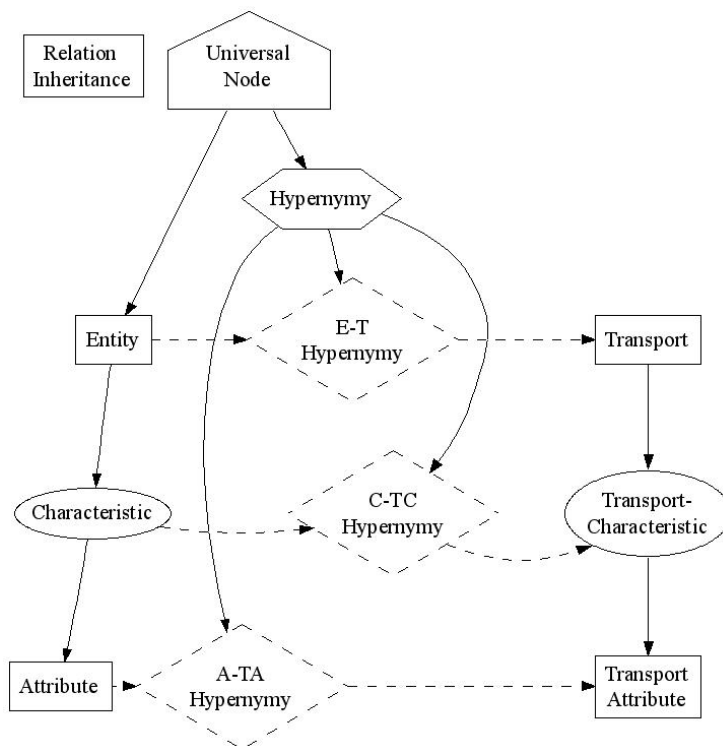 Relation
Inheritance
Universal
Node
Hypernymy
Entity
E-T
Hypernymy
Transport
Characteristic
C-TC
Hypernymy
Transport-
Characteristic
Attribute
A-TA
Hypernymy
Transport
Attribute